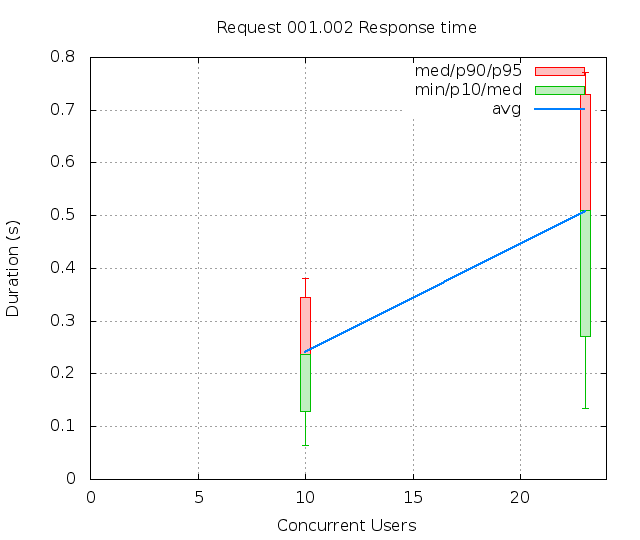 Request 001.002 Response time
med/p90/p95
min/p10/med
avg
0.8
0.7
0.6
0.5
0.4
0.3
0.2
0.1
0
Duration (s)
0 5 10 15 20
Concurrent Users